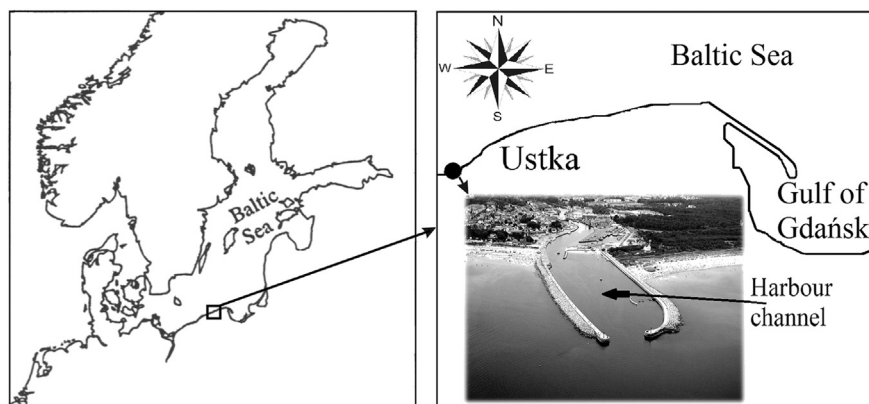 Baltic
Sea
N
W
E
S
Baltic Sea
Ustka
Gulf of
Gdańsk
Harbour
channel